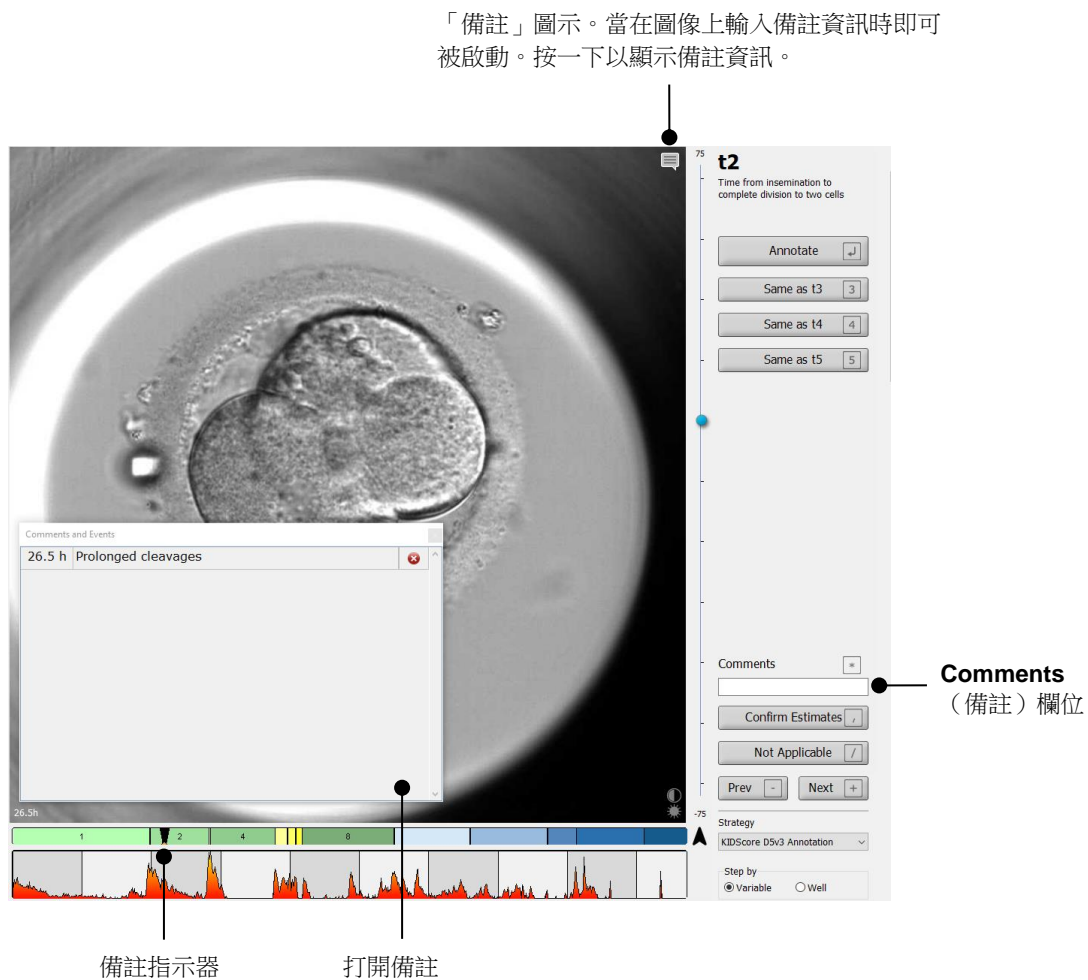 「備註」圖示。當在圖像上輸入備註資訊時即可
被啟動。按一下以顯示備註資訊。
75
t2
Time from insemination to
complete division to two cells
Annotate ↵
Same as t3 3
Same as t4 4
Same as t5 5
Comments and Events
26.5 h Prolonged cleavages
Comments *
Comments
（備註）欄位
Confirm Estimates ,
Not Applicable /
Prev - Next +
26.5h
-75
Strategy
1 2 4 8
KIDScore D5v3 Annotation
Step by
Variable Well
備註指示器 打開備註